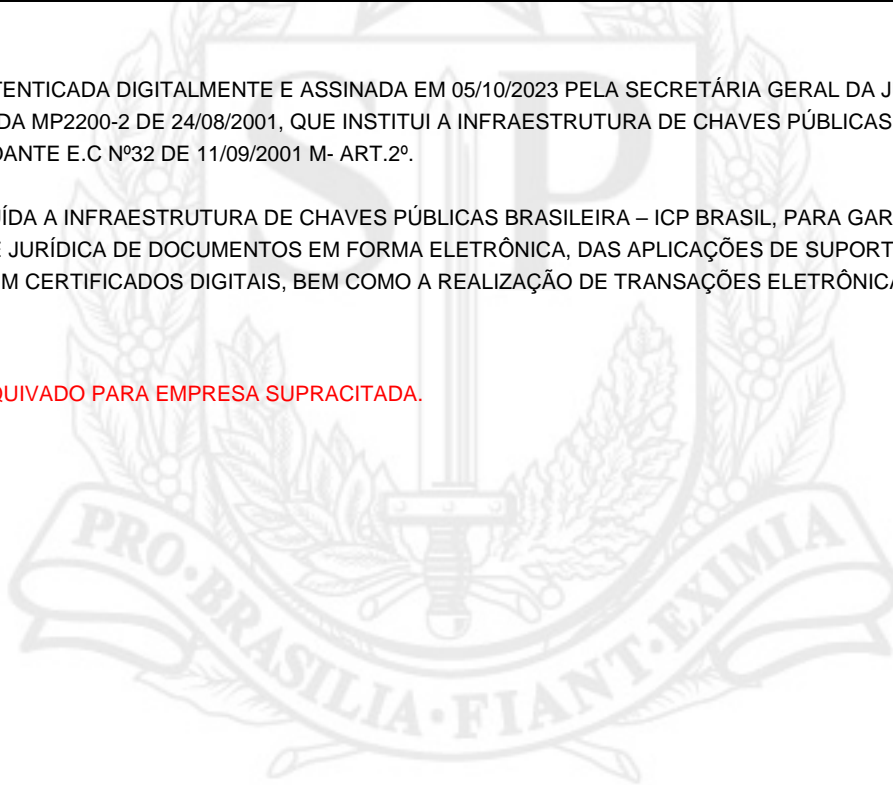 TENTICADA DIGITALMENTE E ASSINADA EM 05/10/2023 PELA SECRETÁRIA GERAL DA J
DA MP2200-2 DE 24/08/2001, QUE INSTITUI A INFRAESTRUTURA DE CHAVES PÚBLICAS
DANTE E.C Nº32 DE 11/09/2001 M- ART.2º.
UÍDA A INFRAESTRUTURA DE CHAVES PÚBLICAS BRASILEIRA – ICP BRASIL, PARA GAR
E JURÍDICA DE DOCUMENTOS EM FORMA ELETRÔNICA, DAS APLICAÇÕES DE SUPORT
M CERTIFICADOS DIGITAIS, BEM COMO A REALIZAÇÃO DE TRANSAÇÕES ELETRÔNICA
QUIVADO PARA EMPRESA SUPRACITADA.
SP
PRO·BRASILIA·FIANT·EXIMIA